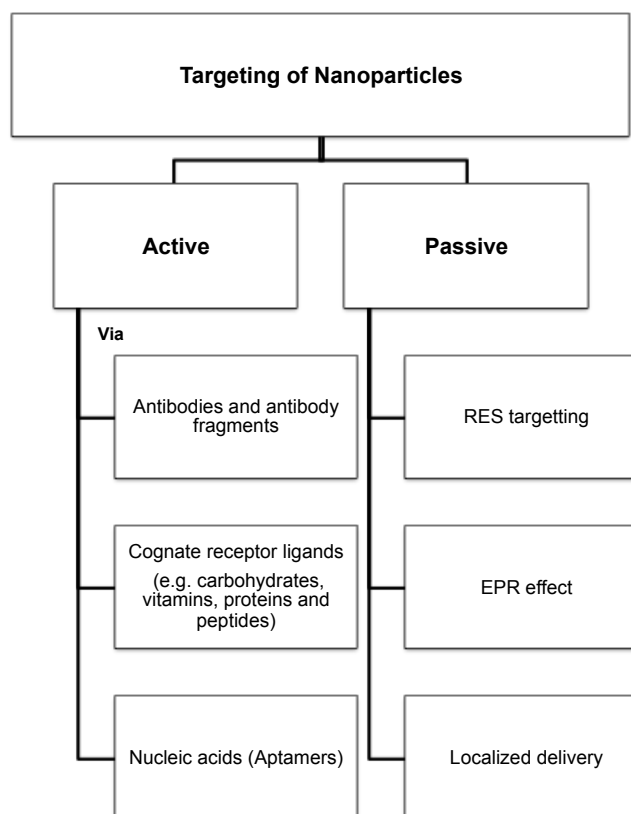 Targeting of Nanoparticles
Active
Passive
Via
Antibodies and antibody
fragments
RES targetting
Cognate receptor ligands
(e.g. carbohydrates,
vitamins, proteins and
peptides)
EPR effect
Nucleic acids (Aptamers)
Localized delivery